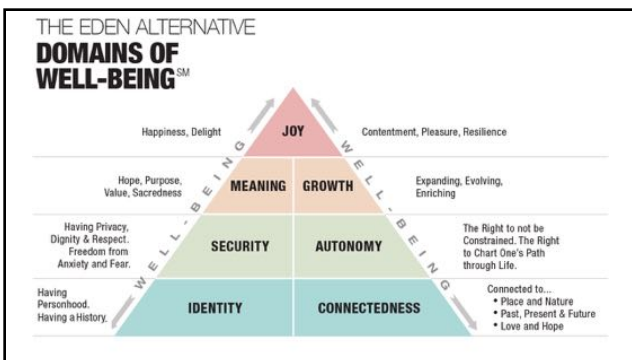 THE EDEN ALTERNATIVE
DOMAINS OF
WELL-BEING℠
Happiness, Delight
JOY
Contentment, Pleasure, Resilience
Hope, Purpose,
Value, Sacredness
MEANING
GROWTH
Expanding, Evolving,
Enriching
Having Privacy,
Dignity & Respect.
Freedom from
Anxiety and Fear.
SECURITY
AUTONOMY
The Right to not be
Constrained. The Right
to Chart One's Path
through Life.
Having
Personhood.
Having a History.
IDENTITY
CONNECTEDNESS
Connected to...
• Place and Nature
• Past, Present & Future
• Love and Hope
WELL-BEING
WELL-BEING